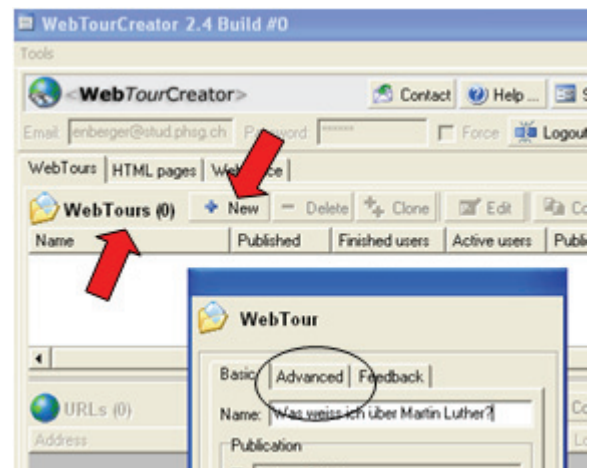 WebTourCreator 2.4 Build #0
Tools
<WebTourCreator> Contact Help ...
Email: enberger@stud.phsg.ch Password ****** Force Logout
WebTours HTML pages
WebTours (0) New Delete Clone Edit
Name Published Finished users Active users
WebTour
Basic Advanced Feedback
URLs (0)
Name: Was weiss ich über Martin Luther?
Address
Publication